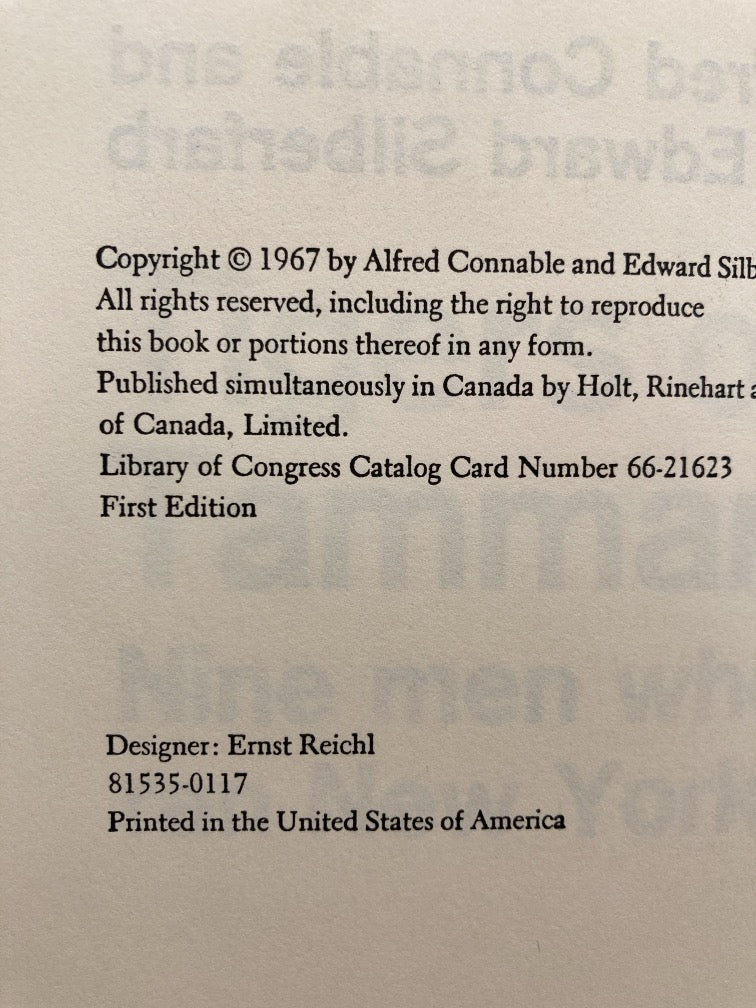 Copyright © 1967 by Alfred Connable and Edward Silb
All rights reserved, including the right to reproduce
this book or portions thereof in any form.
Published simultaneously in Canada by Holt, Rinehart a
of Canada, Limited.
Library of Congress Catalog Card Number 66-21623
First Edition
Designer: Ernst Reichl
81535-0117
Printed in the United States of America